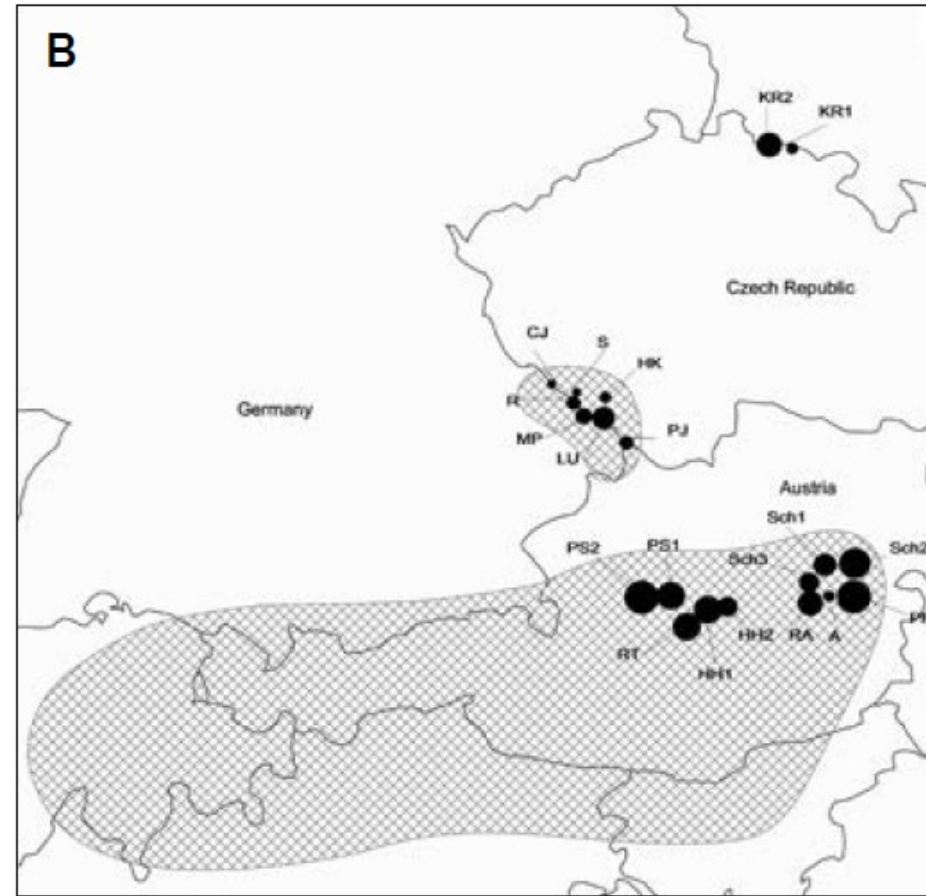 B
KR2
KR1
Czech Republic
CJ
S
HK
R
Germany
MP
PJ
LU
Austria
Sch1
PS2
PS1
Sch3
Sch2
RT
HH2
RA
A
HH1